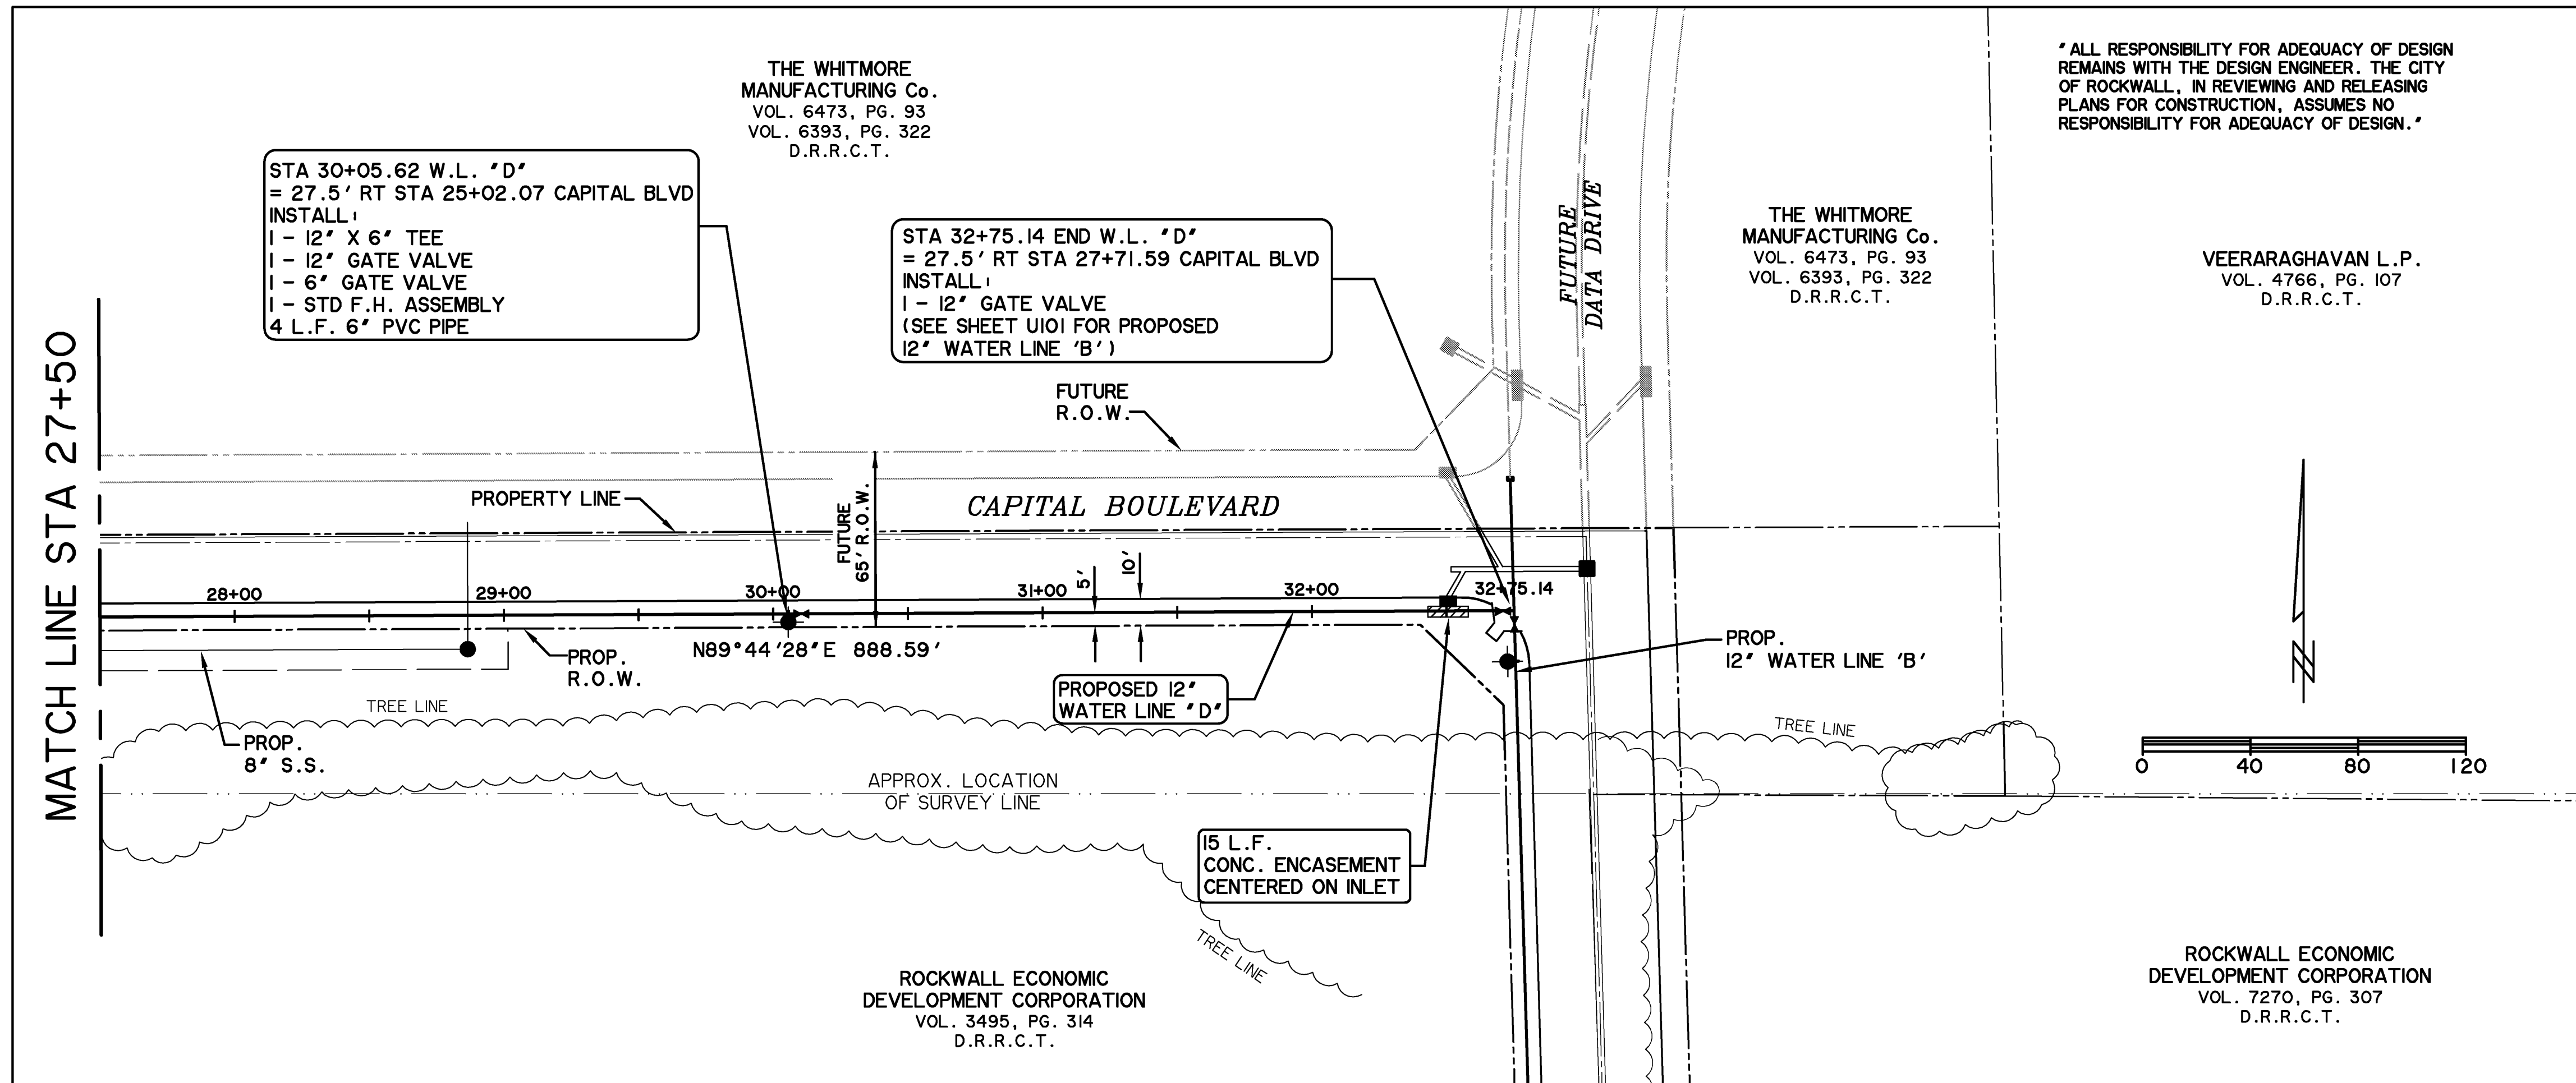 THE WHITMORE
MANUFACTURING Co.
VOL. 6473, PG. 93
VOL. 6393, PG. 322
D.R.R.C.T.
"ALL RESPONSIBILITY FOR ADEQUACY OF DESIGN
REMAINS WITH THE DESIGN ENGINEER. THE CITY
OF ROCKWALL, IN REVIEWING AND RELEASING
PLANS FOR CONSTRUCTION, ASSUMES NO
RESPONSIBILITY FOR ADEQUACY OF DESIGN."
STA 30+05.62 W.L. "D"
= 27.5' RT STA 25+02.07 CAPITAL BLVD
INSTALL:
1 - 12" X 6" TEE
1 - 12" GATE VALVE
1 - 6" GATE VALVE
1 - STD F.H. ASSEMBLY
4 L.F. 6" PVC PIPE
STA 32+75.14 END W.L. "D"
= 27.5' RT STA 27+71.59 CAPITAL BLVD
INSTALL:
1 - 12" GATE VALVE
(SEE SHEET U101 FOR PROPOSED
12" WATER LINE 'B')
FUTURE
DATA DRIVE
THE WHITMORE
MANUFACTURING Co.
VOL. 6473, PG. 93
VOL. 6393, PG. 322
D.R.R.C.T.
VEERARAGHAVAN L.P.
VOL. 4766, PG. 107
D.R.R.C.T.
MATCH LINE STA 27+50
FUTURE
R.O.W.
PROPERTY LINE
FUTURE
65' R.O.W.
CAPITAL BOULEVARD
28+00
29+00
30+00
31+00
5'
10'
32+00
32+75.14
N89°44'28"E 888.59'
PROP.
R.O.W.
PROP.
12" WATER LINE 'B'
PROPOSED 12"
WATER LINE "D"
TREE LINE
PROP.
8" S.S.
TREE LINE
N
0 40 80 120
APPROX. LOCATION
OF SURVEY LINE
15 L.F.
CONC. ENCASEMENT
CENTERED ON INLET
TREE LINE
ROCKWALL ECONOMIC
DEVELOPMENT CORPORATION
VOL. 3495, PG. 314
D.R.R.C.T.
ROCKWALL ECONOMIC
DEVELOPMENT CORPORATION
VOL. 7270, PG. 307
D.R.R.C.T.